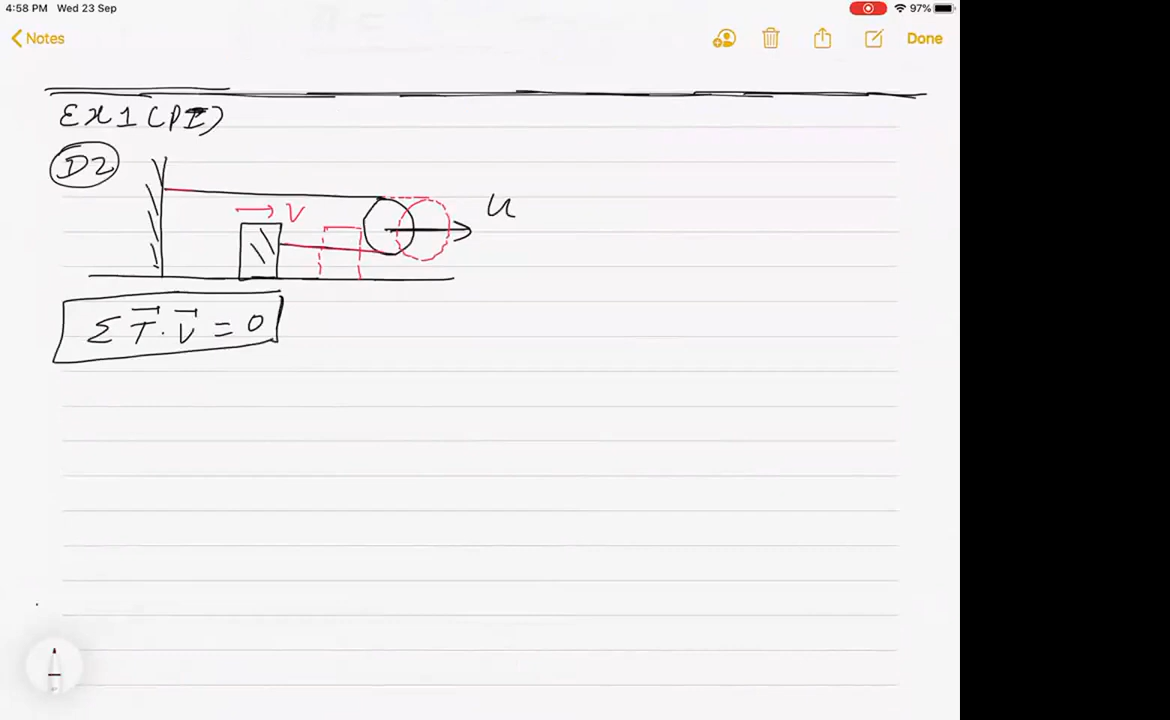 4:58 PM Wed 23 Sep
97%
Notes
Done
Ex 1 (PI)
D2
V
u
Σ T⃗ · V⃗ = 0